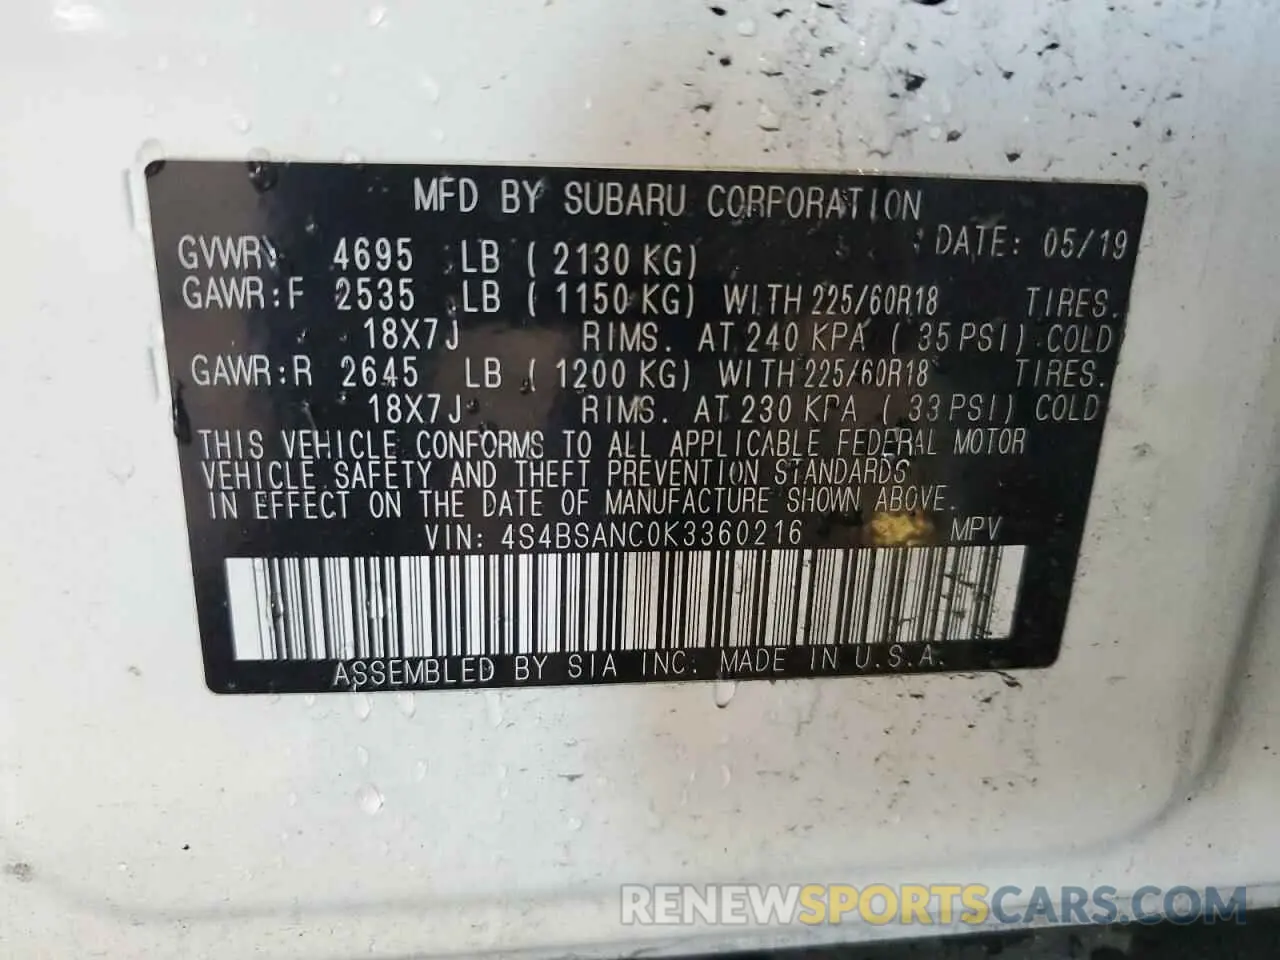 MFD BY SUBARU CORPORATION
DATE: 05/19
GVWR: 4695 LB ( 2130 KG)
GAWR:F 2535 LB ( 1150 KG) WITH 225/60R18 TIRES.
18X7J RIMS. AT 240 KPA ( 35 PSI) COLD
GAWR:R 2645 LB ( 1200 KG) WITH 225/60R18 TIRES.
18X7J RIMS. AT 230 KPA ( 33 PSI) COLD
THIS VEHICLE CONFORMS TO ALL APPLICABLE FEDERAL MOTOR
VEHICLE SAFETY AND THEFT PREVENTION STANDARDS
IN EFFECT ON THE DATE OF MANUFACTURE SHOWN ABOVE.
VIN: 4S4BSANC0K3360216 MPV
ASSEMBLED BY SIA INC. MADE IN U.S.A.
RENEWSPORTSCARS.COM